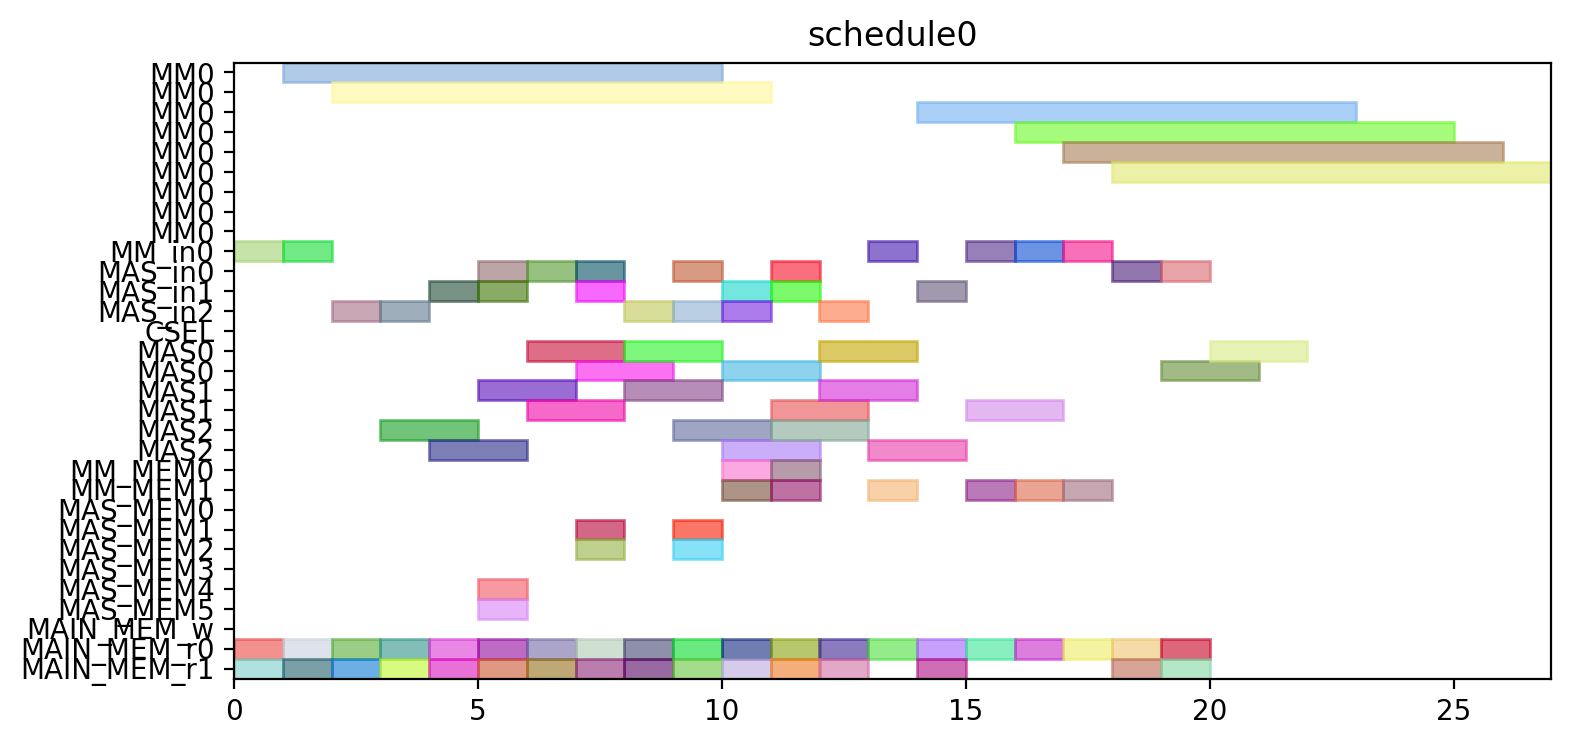 schedule0
MM0
MM0
MM0
MM0
MM0
MM0
MM0
MM0
MM0
MM_in0
MAS_in0
MAS_in1
MAS_in2
CSEL
MAS0
MAS0
MAS1
MAS1
MAS2
MAS2
MM_MEM0
MM_MEM1
MAS_MEM0
MAS_MEM1
MAS_MEM2
MAS_MEM3
MAS_MEM4
MAS_MEM5
MAIN_MEM_w
MAIN_MEM_r0
MAIN_MEM_r1
0 5 10 15 20 25